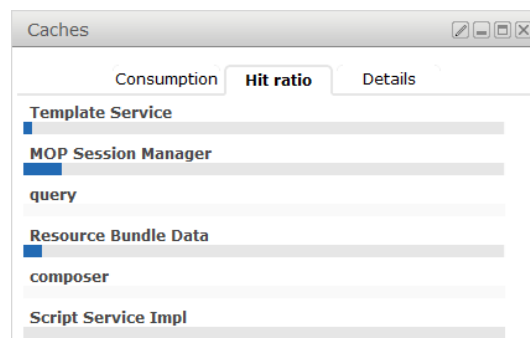 Caches
Consumption Hit ratio Details
Template Service
MOP Session Manager
query
Resource Bundle Data
composer
Script Service Impl